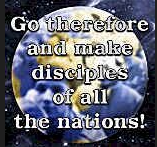 Go therefore
and make
disciples
of all
the nations!